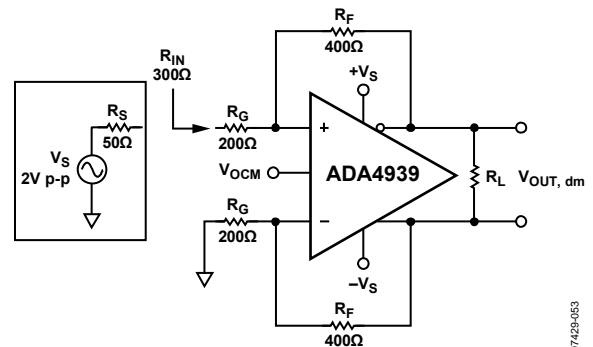 RF
400Ω
RIN
300Ω
+VS
RS
50Ω
VS
2V p-p
RG
200Ω
+
VOCM
ADA4939
RL
VOUT, dm
RG
200Ω
–
–VS
RF
400Ω
07429-053